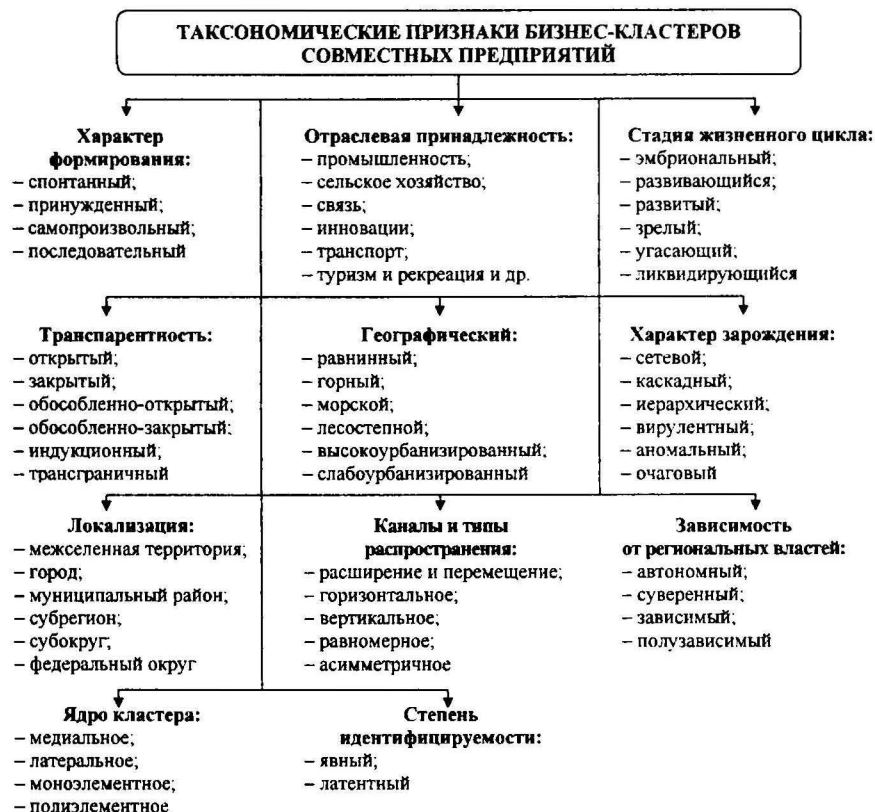 ТАКСОНОМИЧЕСКИЕ ПРИЗНАКИ БИЗНЕС-КЛАСТЕРОВ
СОВМЕСТНЫХ ПРЕДПРИЯТИЙ
Характер
формирования:
– спонтанный;
– принужденный;
– самопроизвольный;
– последовательный
Отраслевая принадлежность:
– промышленность;
– сельское хозяйство;
– связь;
– инновации;
– транспорт;
– туризм и рекреация и др.
Стадия жизненного цикла:
– эмбриональный;
– развивающийся;
– развитый;
– зрелый;
– угасающий;
– ликвидирующийся
Транспарентность:
– открытый;
– закрытый;
– обособленно-открытый;
– обособленно-закрытый;
– индукционный;
– трансграничный
Географический:
– равнинный;
– горный;
– морской;
– лесостепной;
– высокоурбанизированный;
– слабоурбанизированный
Характер зарождения:
– сетевой;
– каскадный;
– иерархический;
– вирулентный;
– аномальный;
– очаговый
Локализация:
– межселенная территория;
– город;
– муниципальный район;
– субрегион;
– субокруг;
– федеральный округ
Каналы и типы
распространения:
– расширение и перемещение;
– горизонтальное;
– вертикальное;
– равномерное;
– асимметричное
Зависимость
от региональных властей:
– автономный;
– суверенный;
– зависимый;
– полузависимый
Ядро кластера:
– медиальное;
– латеральное;
– моноэлементное;
– полиэлементное
Степень
идентифицируемости:
– явный;
– латентный